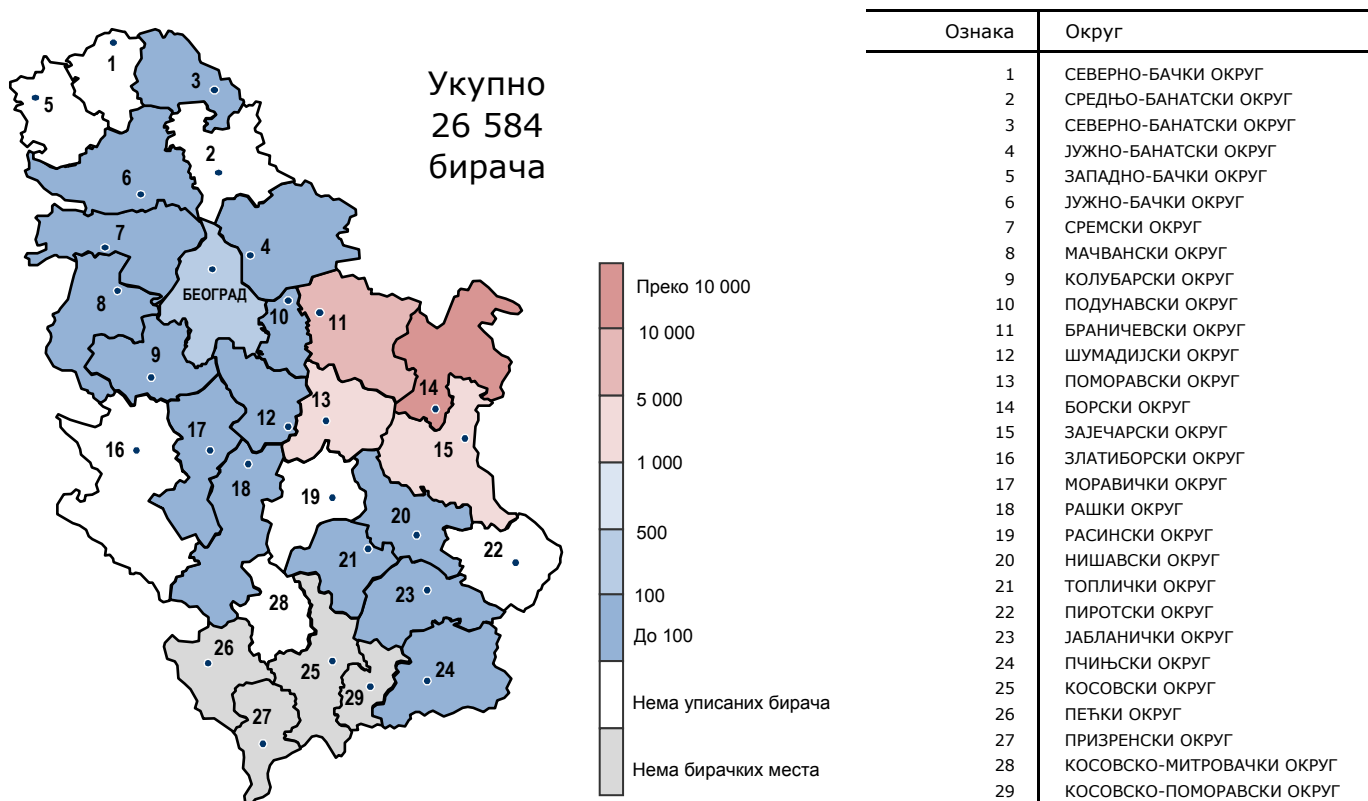 Укупно
26 584
бирача
1
3
5
2
6
7
4
БЕОГРАД
8
10
11
9
14
13
12
15
17
16
18
19
20
22
21
28
23
26
25
24
29
27
Преко 10 000
10 000
5 000
1 000
500
100
До 100
Нема уписаних бирача
Нема бирачких места
Ознака Округ
1 СЕВЕРНО-БАЧКИ ОКРУГ
2 СРЕДЊО-БАНАТСКИ ОКРУГ
3 СЕВЕРНО-БАНАТСКИ ОКРУГ
4 ЈУЖНО-БАНАТСКИ ОКРУГ
5 ЗАПАДНО-БАЧКИ ОКРУГ
6 ЈУЖНО-БАЧКИ ОКРУГ
7 СРЕМСКИ ОКРУГ
8 МАЧВАНСКИ ОКРУГ
9 КОЛУБАРСКИ ОКРУГ
10 ПОДУНАВСКИ ОКРУГ
11 БРАНИЧЕВСКИ ОКРУГ
12 ШУМАДИЈСКИ ОКРУГ
13 ПОМОРАВСКИ ОКРУГ
14 БОРСКИ ОКРУГ
15 ЗАЈЕЧАРСКИ ОКРУГ
16 ЗЛАТИБОРСКИ ОКРУГ
17 МОРАВИЧКИ ОКРУГ
18 РАШКИ ОКРУГ
19 РАСИНСКИ ОКРУГ
20 НИШАВСКИ ОКРУГ
21 ТОПЛИЧКИ ОКРУГ
22 ПИРОТСКИ ОКРУГ
23 ЈАБЛАНИЧКИ ОКРУГ
24 ПЧИЊСКИ ОКРУГ
25 КОСОВСКИ ОКРУГ
26 ПЕЋКИ ОКРУГ
27 ПРИЗРЕНСКИ ОКРУГ
28 КОСОВСКО-МИТРОВАЧКИ ОКРУГ
29 КОСОВСКО-ПОМОРАВСКИ ОКРУГ